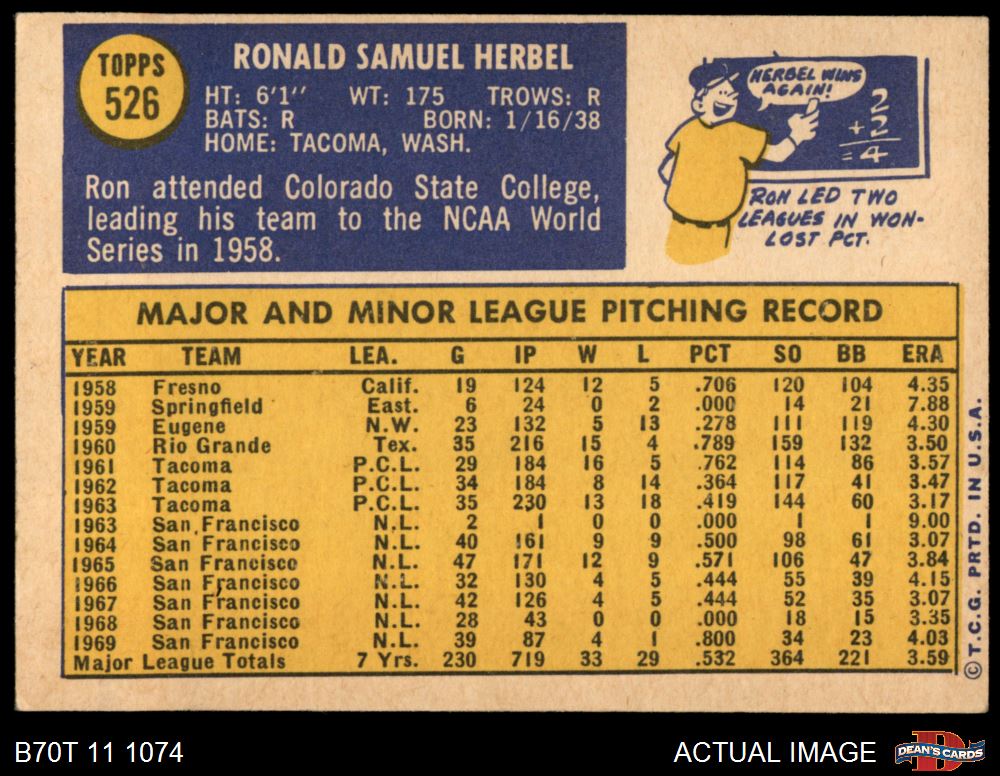 TOPPS
526
RONALD SAMUEL HERBEL
HT: 6'1'' WT: 175 TROWS: R
BATS: R BORN: 1/16/38
HOME: TACOMA, WASH.
Ron attended Colorado State College,
leading his team to the NCAA World
Series in 1958.
HERBEL WINS
AGAIN!
2
+2
=4
RON LED TWO
LEAGUES IN WON-
LOST PCT.
MAJOR AND MINOR LEAGUE PITCHING RECORD
YEAR TEAM LEA. G IP W L PCT SO BB ERA
1958 Fresno Calif. 19 124 12 5 .706 120 104 4.35
1959 Springfield East. 6 24 0 2 .000 14 21 7.88
1959 Eugene N.W. 23 132 5 13 .278 111 119 4.30
1960 Rio Grande Tex. 35 216 15 4 .789 159 132 3.50
1961 Tacoma P.C.L. 29 184 16 5 .762 114 86 3.57
1962 Tacoma P.C.L. 34 184 8 14 .364 117 41 3.47
1963 Tacoma P.C.L. 35 230 13 18 .419 144 60 3.17
1963 San Francisco N.L. 2 1 0 0 .000 1 1 9.00
1964 San Francisco N.L. 40 161 9 9 .500 98 61 3.07
1965 San Francisco N.L. 47 171 12 9 .571 106 47 3.84
1966 San Francisco N.L. 32 130 4 5 .444 55 39 4.15
1967 San Francisco N.L. 42 126 4 5 .444 52 35 3.07
1968 San Francisco N.L. 28 43 0 0 .000 18 15 3.35
1969 San Francisco N.L. 39 87 4 1 .800 34 23 4.03
Major League Totals 7 Yrs. 230 719 33 29 .532 364 221 3.59
©T.C.G. PRTD. IN U.S.A.
B70T 11 1074
ACTUAL IMAGE
D
DEAN'S CARDS